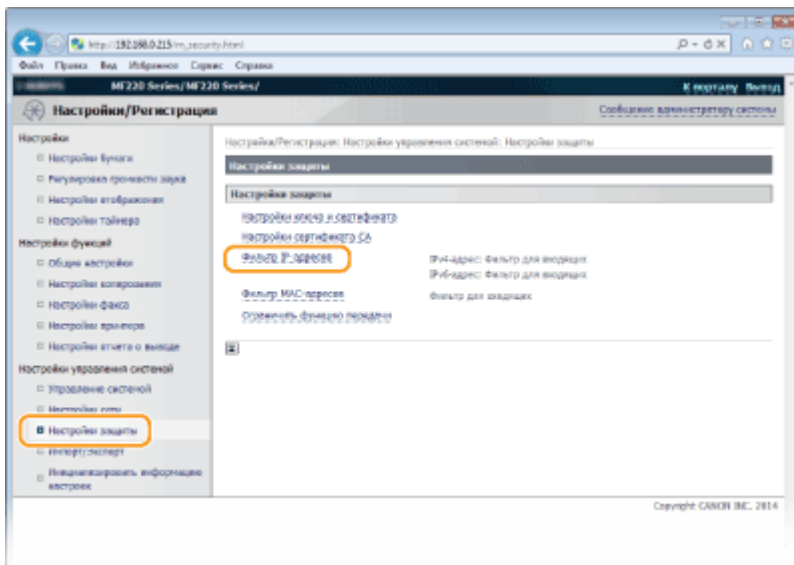 http://192.168.0.215/m_security.html
Файл Правка Вид Избранное Сервис Справка
MF220 Series/MF220 Series/
К порталу Выход
Настройки/Регистрация
Сообщение администратору системы
Настройки
Настройки бумаги
Регулировка громкости звука
Настройки отображения
Настройки таймера
Настройки функций
Общие настройки
Настройки копирования
Настройки факса
Настройки принтера
Настройки отчета о выводе
Настройки управления системой
Управление системой
Настройки сети
Настройки защиты
Импорт/Экспорт
Инициализировать информацию
настроек
Настройки/Регистрация: Настройки управления системой: Настройки защиты
Настройки защиты
Настройки защиты
Настройки ключа и сертификата
Настройки сертификата CA
Фильтр IP-адресов
IPv4-адрес: Фильтр для входящих
IPv6-адрес: Фильтр для входящих
Фильтр MAC-адресов
Фильтр для входящих
Ограничить функцию передачи
Copyright CANON INC. 2014